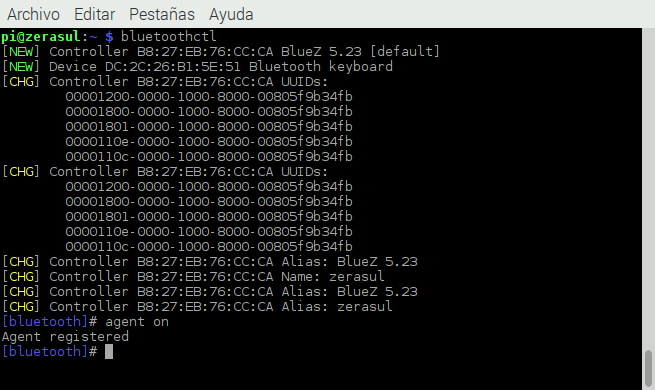 Archivo Editar Pestañas Ayuda
pi@zerasul:~ $ bluetoothctl
[NEW] Controller B8:27:EB:76:CC:CA BlueZ 5.23 [default]
[NEW] Device DC:2C:26:B1:5E:51 Bluetooth keyboard
[CHG] Controller B8:27:EB:76:CC:CA UUIDs:
00001200-0000-1000-8000-00805f9b34fb
00001800-0000-1000-8000-00805f9b34fb
00001801-0000-1000-8000-00805f9b34fb
0000110e-0000-1000-8000-00805f9b34fb
0000110c-0000-1000-8000-00805f9b34fb
[CHG] Controller B8:27:EB:76:CC:CA UUIDs:
00001200-0000-1000-8000-00805f9b34fb
00001800-0000-1000-8000-00805f9b34fb
00001801-0000-1000-8000-00805f9b34fb
0000110e-0000-1000-8000-00805f9b34fb
0000110c-0000-1000-8000-00805f9b34fb
[CHG] Controller B8:27:EB:76:CC:CA Alias: BlueZ 5.23
[CHG] Controller B8:27:EB:76:CC:CA Name: zerasul
[CHG] Controller B8:27:EB:76:CC:CA Alias: BlueZ 5.23
[CHG] Controller B8:27:EB:76:CC:CA Alias: zerasul
[bluetooth]# agent on
Agent registered
[bluetooth]#